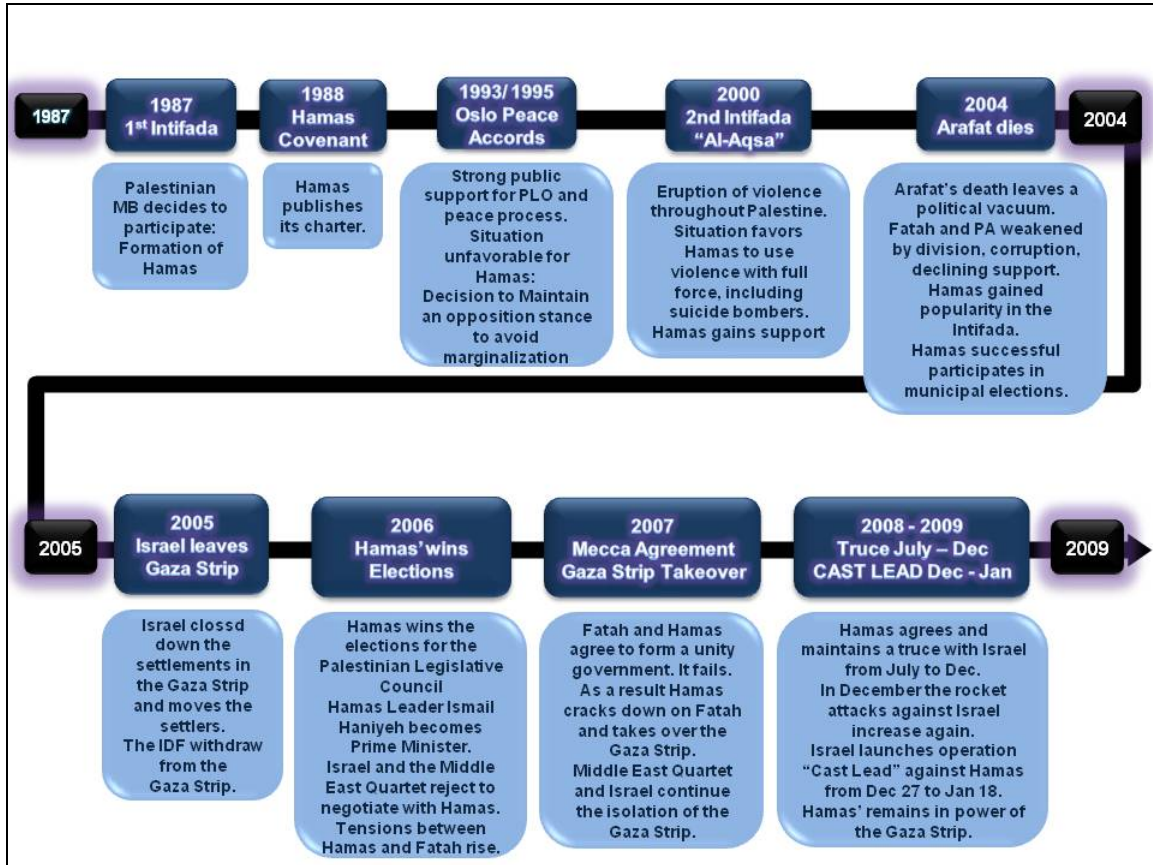 1987
1987
1st Intifada
Palestinian
MB decides to
participate:
Formation of
Hamas
1988
Hamas
Covenant
Hamas
publishes
its charter.
1993/ 1995
Oslo Peace
Accords
Strong public
support for PLO and
peace process.
Situation
unfavorable for
Hamas:
Decision to Maintain
an opposition stance
to avoid
marginalization
2000
2nd Intifada
“Al-Aqsa”
Eruption of violence
throughout Palestine.
Situation favors
Hamas to use
violence with full
force, including
suicide bombers.
Hamas gains support
2004
Arafat dies
Arafat’s death leaves a
political vacuum.
Fatah and PA weakened
by division, corruption,
declining support.
Hamas gained
popularity in the
Intifada.
Hamas successful
participates in
municipal elections.
2004
2005
2005
Israel leaves
Gaza Strip
Israel clossd
down the
settlements in
the Gaza Strip
and moves the
settlers.
The IDF withdraw
from the
Gaza Strip.
2006
Hamas’ wins
Elections
Hamas wins the
elections for the
Palestinian Legislative
Council
Hamas Leader Ismail
Haniyeh becomes
Prime Minister.
Israel and the Middle
East Quartet reject to
negotiate with Hamas.
Tensions between
Hamas and Fatah rise.
2007
Mecca Agreement
Gaza Strip Takeover
Fatah and Hamas
agree to form a unity
government. It fails.
As a result Hamas
cracks down on Fatah
and takes over the
Gaza Strip.
Middle East Quartet
and Israel continue
the isolation of the
Gaza Strip.
2008 - 2009
Truce July – Dec
CAST LEAD Dec - Jan
Hamas agrees and
maintains a truce with Israel
from July to Dec.
In December the rocket
attacks against Israel
increase again.
Israel launches operation
“Cast Lead” against Hamas
from Dec 27 to Jan 18.
Hamas’ remains in power of
the Gaza Strip.
2009